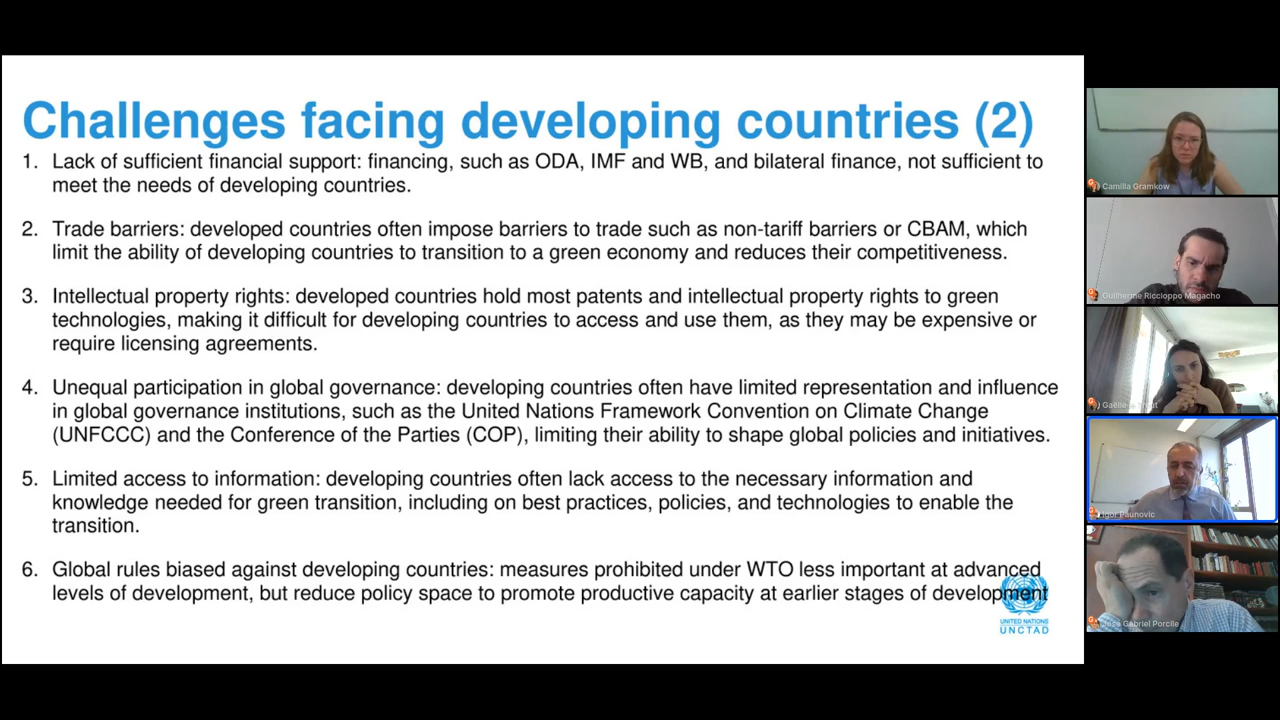 Challenges facing developing countries (2)
1. Lack of sufficient financial support: financing, such as ODA, IMF and WB, and bilateral finance, not sufficient to
meet the needs of developing countries.
2. Trade barriers: developed countries often impose barriers to trade such as non-tariff barriers or CBAM, which
limit the ability of developing countries to transition to a green economy and reduces their competitiveness.
3. Intellectual property rights: developed countries hold most patents and intellectual property rights to green
technologies, making it difficult for developing countries to access and use them, as they may be expensive or
require licensing agreements.
4. Unequal participation in global governance: developing countries often have limited representation and influence
in global governance institutions, such as the United Nations Framework Convention on Climate Change
(UNFCCC) and the Conference of the Parties (COP), limiting their ability to shape global policies and initiatives.
5. Limited access to information: developing countries often lack access to the necessary information and
knowledge needed for green transition, including on best practices, policies, and technologies to enable the
transition.
6. Global rules biased against developing countries: measures prohibited under WTO less important at advanced
levels of development, but reduce policy space to promote productive capacity at earlier stages of development
UNITED NATIONS
UNCTAD
Camilla Gramkow
Guilherme Riccioppo Magacho
Igor Paunovic
Gabriel Porcile